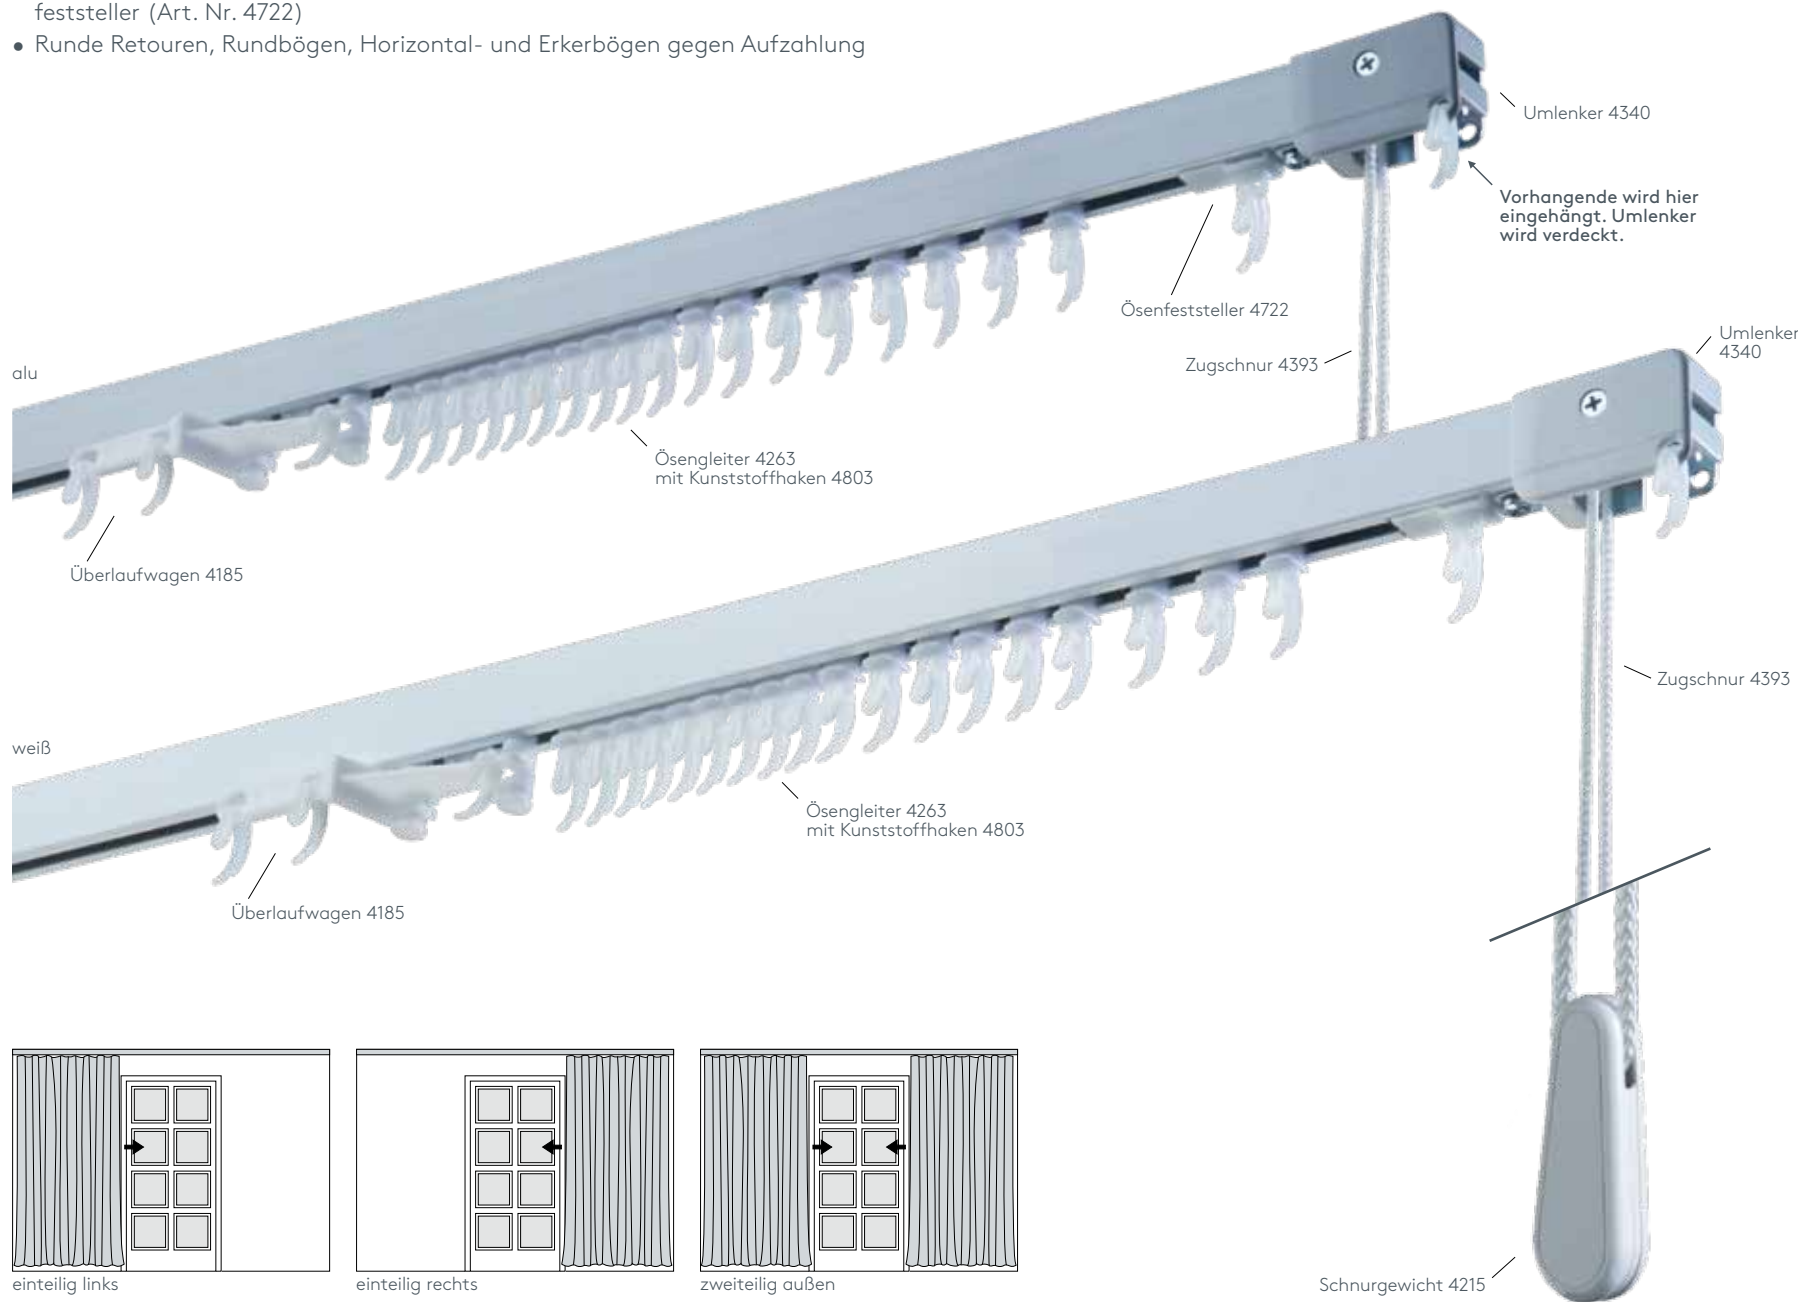 feststeller (Art. Nr. 4722)
• Runde Retouren, Rundbögen, Horizontal- und Erkerbögen gegen Aufzahlung
Umlenker 4340
Vorhangende wird hier
eingehängt. Umlenker
wird verdeckt.
Ösenfeststeller 4722
Zugschnur 4393
Umlenker
4340
alu
Ösengleiter 4263
mit Kunststoffhaken 4803
Überlaufwagen 4185
Zugschnur 4393
weiß
Ösengleiter 4263
mit Kunststoffhaken 4803
Überlaufwagen 4185
einteilig links
einteilig rechts
zweiteilig außen
Schnurgewicht 4215